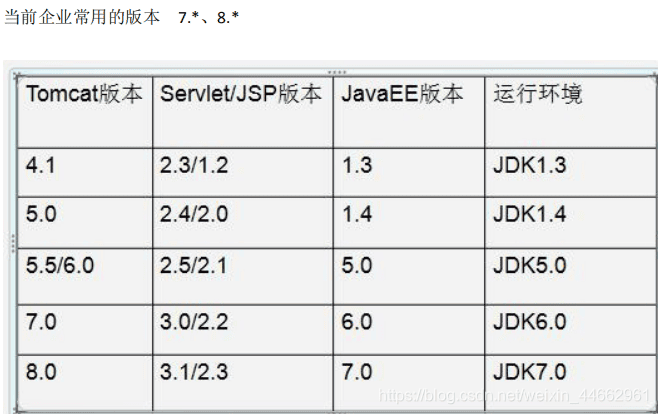 当前企业常用的版本 7.*、8.*
Tomcat版本 Servlet/JSP版本 JavaEE版本 运行环境
4.1 2.3/1.2 1.3 JDK1.3
5.0 2.4/2.0 1.4 JDK1.4
5.5/6.0 2.5/2.1 5.0 JDK5.0
7.0 3.0/2.2 6.0 JDK6.0
8.0 3.1/2.3 7.0 JDK7.0
https://blog.csdn.net/weixin_44662961